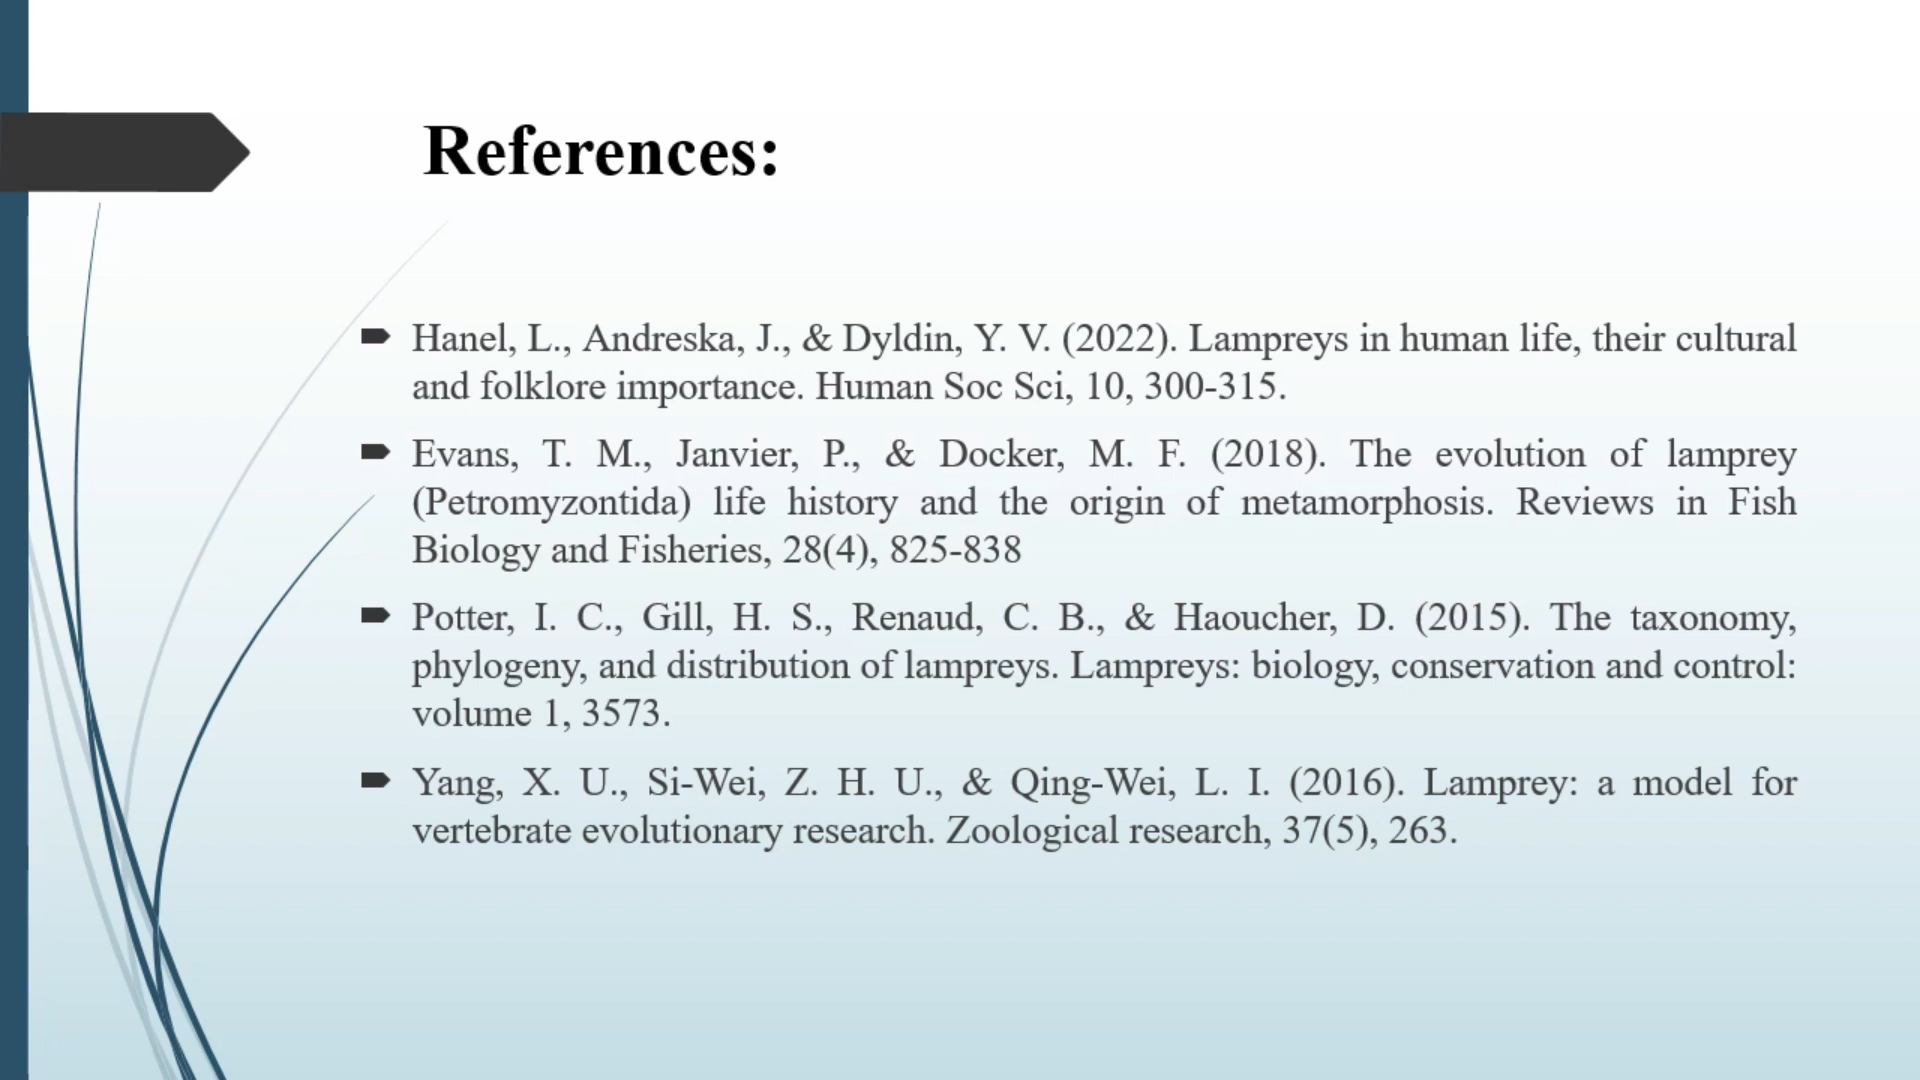 References:
Hanel, L., Andreska, J., & Dyldin, Y. V. (2022). Lampreys in human life, their cultural
and folklore importance. Human Soc Sci, 10, 300-315.
Evans, T. M., Janvier, P., & Docker, M. F. (2018). The evolution of lamprey
(Petromyzontida) life history and the origin of metamorphosis. Reviews in Fish
Biology and Fisheries, 28(4), 825-838
Potter, I. C., Gill, H. S., Renaud, C. B., & Haoucher, D. (2015). The taxonomy,
phylogeny, and distribution of lampreys. Lampreys: biology, conservation and control:
volume 1, 3573.
Yang, X. U., Si-Wei, Z. H. U., & Qing-Wei, L. I. (2016). Lamprey: a model for
vertebrate evolutionary research. Zoological research, 37(5), 263.